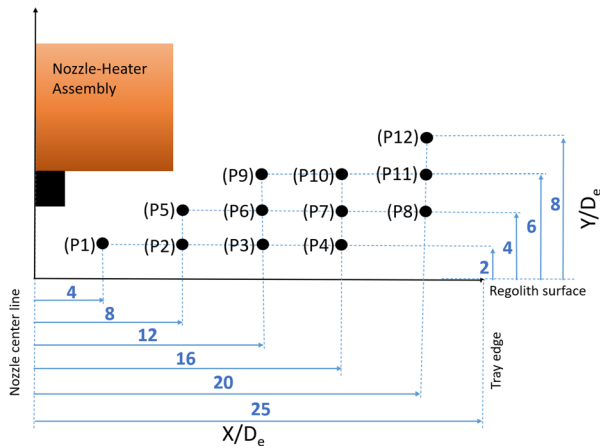 Nozzle-Heater
Assembly
(P12)
(P9) (P10) (P11)
(P5) (P6) (P7) (P8)
(P1) (P2) (P3) (P4)
2
4
6
8
Y/De
Regolith surface
4
8
12
16
20
25
X/De
Nozzle center line
Tray edge